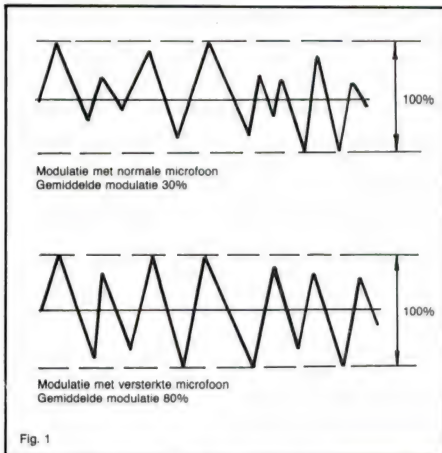 100%
Modulatie met normale microfoon
Gemiddelde modulatie 30%
100%
Modulatie met versterkte microfoon
Gemiddelde modulatie 80%
Fig. 1